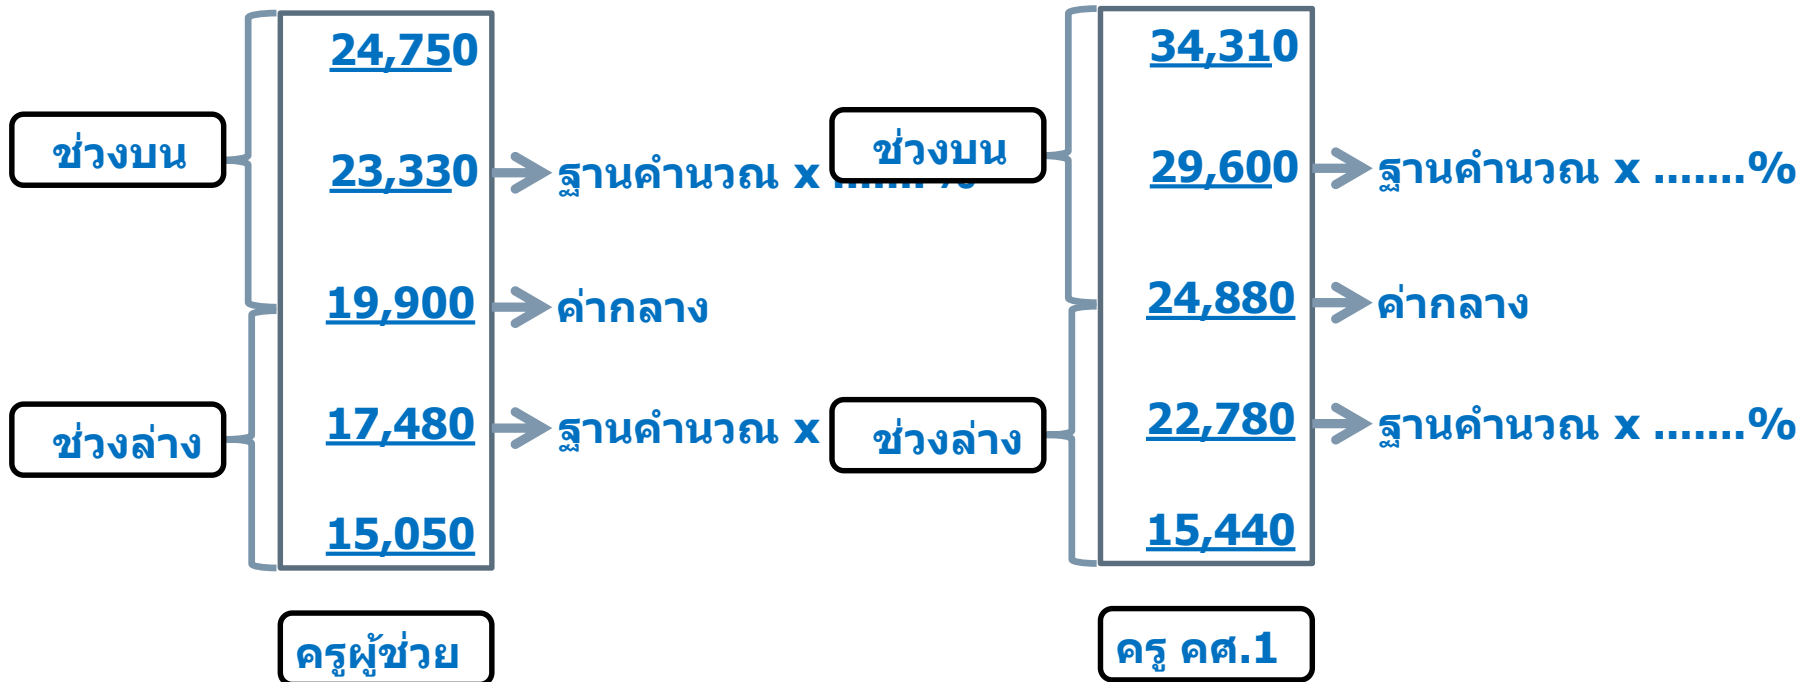 24,750
ช่วงบน
23,330
ฐานคำนวณ x .......%
19,900
ค่ากลาง
ช่วงล่าง
17,480
ฐานคำนวณ x
15,050
ครูผู้ช่วย
34,310
ช่วงบน
29,600
ฐานคำนวณ x .......%
24,880
ค่ากลาง
ช่วงล่าง
22,780
ฐานคำนวณ x .......%
15,440
ครู คศ.1